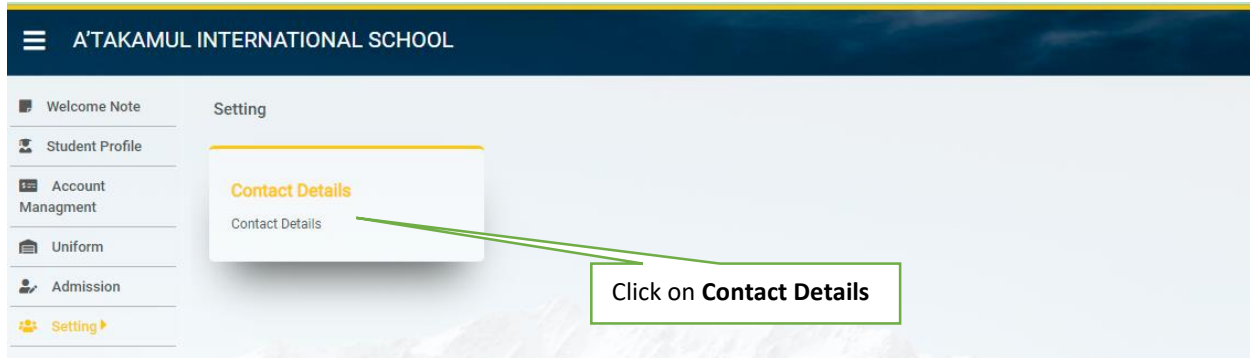 A'TAKAMUL INTERNATIONAL SCHOOL
Welcome Note
Student Profile
Account
Managment
Uniform
Admission
Setting
Setting
Contact Details
Contact Details
Click on Contact Details